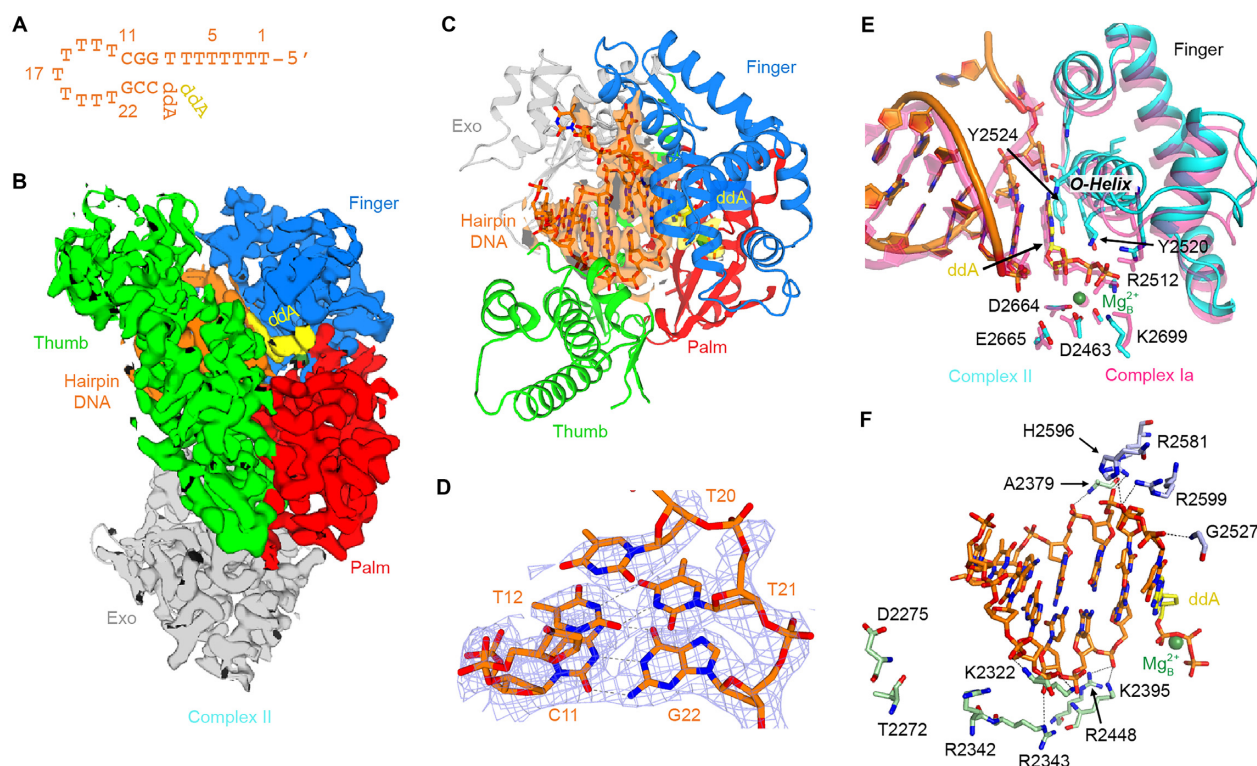 A
11 5 1
T T T T CGG T TTTTTTT – 5 ʹ
17 T
T T T T GCC ddA ddA
22
B
Finger
ddA
Thumb
Hairpin
DNA
Palm
Exo
Complex II
C
Finger
Exo
Hairpin
DNA
ddA
Palm
Thumb
D
T20
T12
T21
C11
G22
E
Finger
Y2524
O-Helix
Y2520
ddA
R2512
D2664
Mg²⁺B
E2665
D2463
K2699
Complex II
Complex Ia
F
H2596
R2581
A2379
R2599
G2527
ddA
D2275
Mg²⁺B
K2322
K2395
T2272
R2448
R2342
R2343